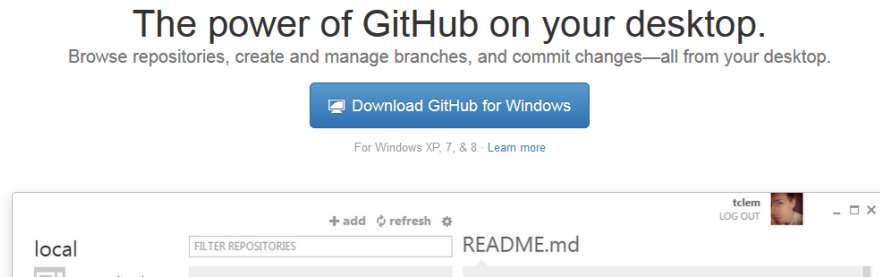 The power of GitHub on your desktop.
Browse repositories, create and manage branches, and commit changes—all from your desktop.
Download GitHub for Windows
For Windows XP, 7, & 8 · Learn more
tclem
LOG OUT
add refresh
local
FILTER REPOSITORIES
README.md